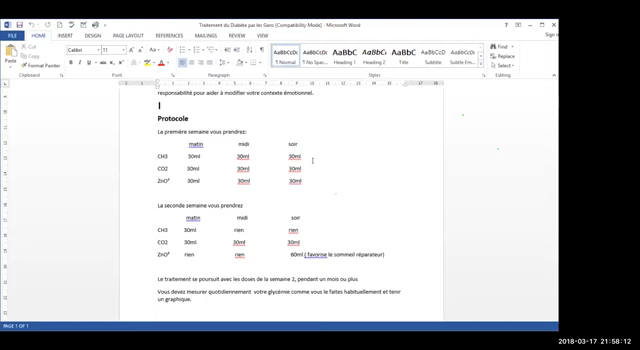 Traitement du Diabète par les Gans [Compatibility Mode] - Microsoft Word
FILE HOME INSERT DESIGN PAGE LAYOUT REFERENCES MAILINGS REVIEW VIEW Sign in
Cut
Copy
Format Painter
Paste
Clipboard
Calibri 11
Font
Paragraph
AaBbCcDc AaBbCcDc AaBbC AaBbCc AaBbC AaBbCcC AaBbCcDc
¶ Normal ¶ No Spac... Heading 1 Heading 2 Title Subtitle Subtle Em...
Styles
Find
Replace
Select
Editing
responsabilité pour aider à modifier votre contexte émotionnel.
Protocole
La première semaine vous prendrez:
matin midi soir
CH3 30ml 30ml 30ml
CO2 30ml 30ml 30ml
ZnO² 30ml 30ml 30ml
La seconde semaine vous prendrez
matin midi soir
CH3 30ml rien rien
CO2 30ml 30ml 30ml
ZnO² rien rien 60ml ( favorise le sommeil réparateur)
Le traitement se poursuit avec les doses de la semaine 2, pendant un mois ou plus
Vous devez mesurer quotidiennement votre glycémie comme vous le faites habituellement et tenir
un graphique.
PAGE 1 OF 1
2018-03-17 21:58:12